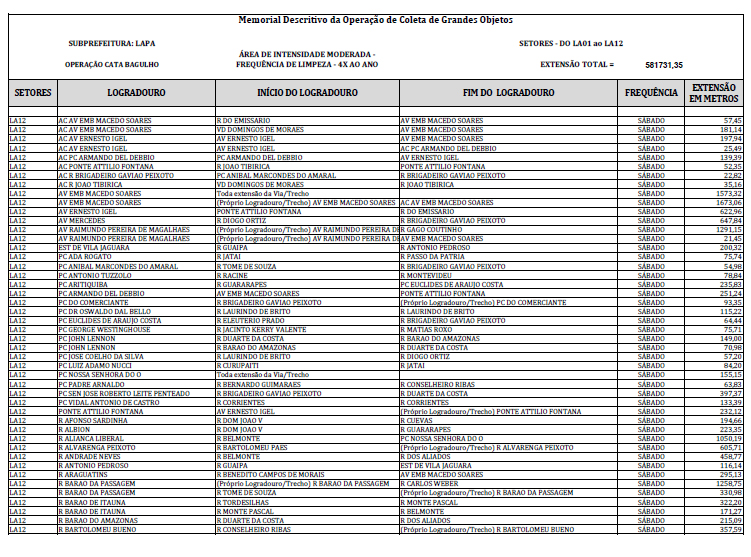 Memorial Descritivo da Operação de Coleta de Grandes Objetos
SUBPREFEITURA: LAPA
SETORES - DO LA01 ao LA12
ÁREA DE INTENSIDADE MODERADA -
OPERAÇÃO CATA BAGULHO
FREQUÊNCIA DE LIMPEZA - 4X AO ANO
EXTENSÃO TOTAL = 581731,35
SETORES LOGRADOURO INÍCIO DO LOGRADOURO FIM DO LOGRADOURO FREQUÊNCIA EXTENSÃO EM METROS
LA12 AC AV EMB MACEDO SOARES R DO EMISSARIO AV EMB MACEDO SOARES SÁBADO 57,45
LA12 AC AV EMB MACEDO SOARES VD DOMINGOS DE MORAES AV EMB MACEDO SOARES SÁBADO 181,14
LA12 AC AV ERNESTO IGEL AV ERNESTO IGEL AV ERNESTO IGEL SÁBADO 197,94
LA12 AC AV ERNESTO IGEL AV ERNESTO IGEL AC PC ARMANDO DEL DEBBIO SÁBADO 25,49
LA12 AC PC ARMANDO DEL DEBBIO PC ARMANDO DEL DEBBIO AV ERNESTO IGEL SÁBADO 139,39
LA12 AC PONTE ATTILIO FONTANA R JOAO TIBIRICA PONTE ATTILIO FONTANA SÁBADO 52,35
LA12 AC R BRIGADEIRO GAVIAO PEIXOTO PC ANIBAL MARCONDES DO AMARAL R BRIGADEIRO GAVIAO PEIXOTO SÁBADO 22,82
LA12 AC R JOAO TIBIRICA VD DOMINGOS DE MORAES R JOAO TIBIRICA SÁBADO 35,16
LA12 AV EMB MACEDO SOARES Toda extensão da Via/Trecho SÁBADO 1573,32
LA12 AV EMB MACEDO SOARES (Próprio Logradouro/Trecho) AV EMB MACEDO SOARES AC AV EMB MACEDO SOARES SÁBADO 1673,06
LA12 AV ERNESTO IGEL PONTE ATTILIO FONTANA R DO EMISSARIO SÁBADO 622,96
LA12 AV MERCEDES R DIOGO ORTIZ R BRIGADEIRO GAVIAO PEIXOTO SÁBADO 647,84
LA12 AV RAIMUNDO PEREIRA DE MAGALHAES (Próprio Logradouro/Trecho) AV RAIMUNDO PEREIRA DE R GAGO COUTINHO SÁBADO 1291,15
LA12 AV RAIMUNDO PEREIRA DE MAGALHAES (Próprio Logradouro/Trecho) AV RAIMUNDO PEREIRA DE AV EMB MACEDO SOARES SÁBADO 21,45
LA12 EST DE VILA JAGUARA R GUAIPA R ANTONIO PEDROSO SÁBADO 200,32
LA12 PC ADA ROGATO R JATAI R PASSO DA PATRIA SÁBADO 75,74
LA12 PC ANIBAL MARCONDES DO AMARAL R TOME DE SOUZA R BRIGADEIRO GAVIAO PEIXOTO SÁBADO 54,98
LA12 PC ANTONIO TUZZOLO R RACINE R MONTEVIDEU SÁBADO 78,84
LA12 PC ARITIQUIBA R GUARARAPES PC EUCLIDES DE ARAUJO COSTA SÁBADO 235,83
LA12 PC ARMANDO DEL DEBBIO AV EMB MACEDO SOARES PONTE ATTILIO FONTANA SÁBADO 251,24
LA12 PC DO COMERCIANTE R BRIGADEIRO GAVIAO PEIXOTO (Próprio Logradouro/Trecho) PC DO COMERCIANTE SÁBADO 93,35
LA12 PC DR OSWALDO DAL BELLO R LAURINDO DE BRITO R LAURINDO DE BRITO SÁBADO 115,22
LA12 PC EUCLIDES DE ARAUJO COSTA R ELEUTERIO PRADO R BRIGADEIRO GAVIAO PEIXOTO SÁBADO 64,44
LA12 PC GEORGE WESTINGHOUSE R JACINTO KERRY VALENTE R MATIAS ROXO SÁBADO 75,71
LA12 PC JOHN LENNON R DUARTE DA COSTA R BARAO DO AMAZONAS SÁBADO 149,00
LA12 PC JOHN LENNON R BARAO DO AMAZONAS R DUARTE DA COSTA SÁBADO 70,98
LA12 PC JOSE COELHO DA SILVA R LAURINDO DE BRITO R DIOGO ORTIZ SÁBADO 57,20
LA12 PC LUIZ ADAMO NUCCI R CURUPAITI R JATAI SÁBADO 84,20
LA12 PC NOSSA SENHORA DO O Toda extensão da Via/Trecho SÁBADO 155,15
LA12 PC PADRE ARNALDO R BERNARDO GUIMARAES R CONSELHEIRO RIBAS SÁBADO 63,83
LA12 PC SEN JOSE ROBERTO LEITE PENTEADO R BRIGADEIRO GAVIAO PEIXOTO R DUARTE DA COSTA SÁBADO 397,37
LA12 PC VIDAL ANTONIO DE CASTRO R CORRIENTES R CORRIENTES SÁBADO 133,39
LA12 PONTE ATTILIO FONTANA AV ERNESTO IGEL (Próprio Logradouro/Trecho) PONTE ATTILIO FONTANA SÁBADO 232,12
LA12 R AFONSO SARDINHA R DOM JOAO V R CUEVAS SÁBADO 194,66
LA12 R ALBION R DOM JOAO V R GUARARAPES SÁBADO 223,35
LA12 R ALIANCA LIBERAL R BELMONTE PC NOSSA SENHORA DO O SÁBADO 1050,19
LA12 R ALVARENGA PEIXOTO R BARTOLOMEU PAES (Próprio Logradouro/Trecho) R ALVARENGA PEIXOTO SÁBADO 605,71
LA12 R ANDRADE NEVES R BELMONTE R DOS ALIADOS SÁBADO 458,77
LA12 R ANTONIO PEDROSO R GUAIPA EST DE VILA JAGUARA SÁBADO 116,14
LA12 R ARAGUATINS R BENEDITO CAMPOS DE MORAIS AV EMB MACEDO SOARES SÁBADO 295,13
LA12 R BARAO DA PASSAGEM (Próprio Logradouro/Trecho) R BARAO DA PASSAGEM R CARLOS WEBER SÁBADO 1258,75
LA12 R BARAO DA PASSAGEM R TOME DE SOUZA (Próprio Logradouro/Trecho) R BARAO DA PASSAGEM SÁBADO 330,98
LA12 R BARAO DE ITAUNA R TORDESILHAS R MONTE PASCAL SÁBADO 322,20
LA12 R BARAO DE ITAUNA R MONTE PASCAL R BELMONTE SÁBADO 171,27
LA12 R BARAO DO AMAZONAS R DUARTE DA COSTA R DOS ALIADOS SÁBADO 215,09
LA12 R BARTOLOMEU BUENO R CONSELHEIRO RIBAS (Próprio Logradouro/Trecho) R BARTOLOMEU BUENO SÁBADO 357,59